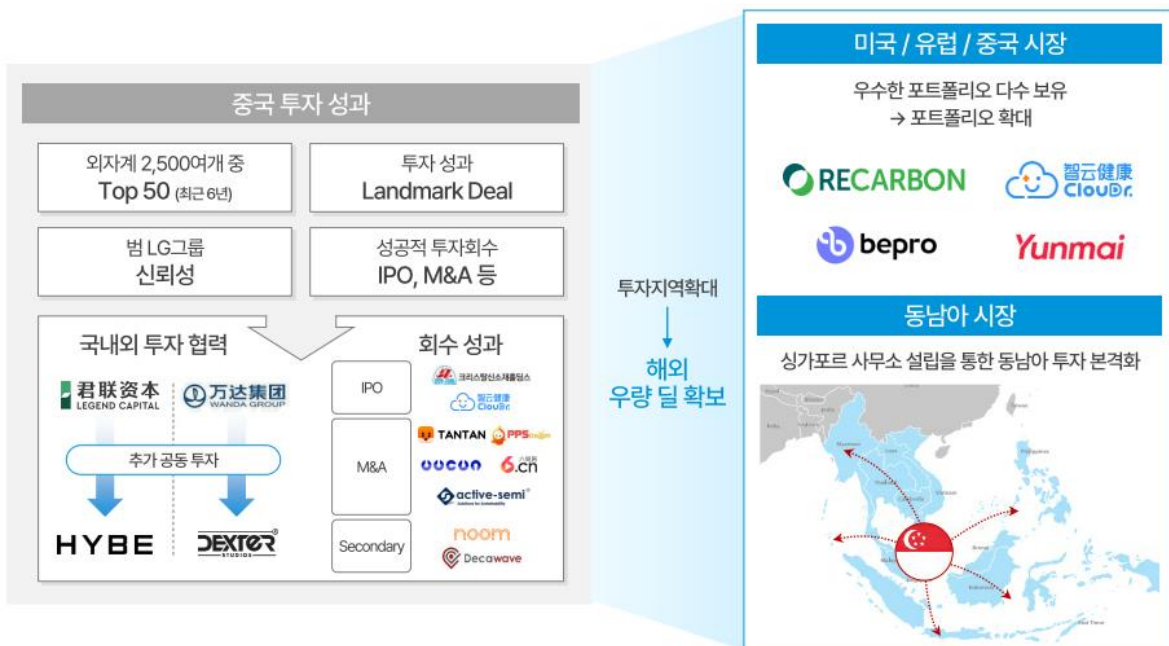 중국 투자 성과
외자계 2,500여개 중
Top 50 (최근 6년)
투자 성과
Landmark Deal
범 LG그룹
신뢰성
성공적 투자회수
IPO, M&A 등
국내외 투자 협력
君联资本
LEGEND CAPITAL
万达集团
WANDA GROUP
추가 공동 투자
HYBE
DEXTER
STUDIOS
회수 성과
IPO
크리스탈신소재홀딩스
智云健康
ClouDr.
M&A
TANTAN
PPS
uucun
6.cn
active-semi
Secondary
noom
Decawave
투자지역확대
해외
우량 딜 확보
미국 / 유럽 / 중국 시장
우수한 포트폴리오 다수 보유
→ 포트폴리오 확대
RECARBON
智云健康
ClouDr.
bepro
Yunmai
동남아 시장
싱가포르 사무소 설립을 통한 동남아 투자 본격화
Myanmar
Thailand
Vietnam
Philippines